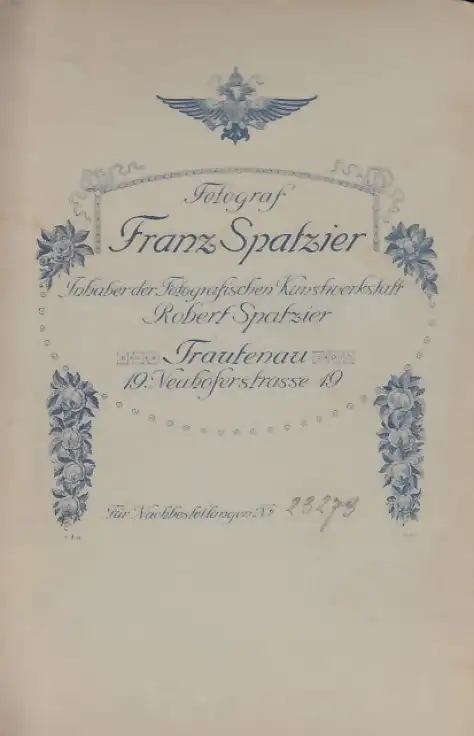 Fotograf
Franz Spatzier
Inhaber der Fotografischen Kunstwerkstatt
Robert Spatzier
Trautenau
19. Neuhoferstrasse 19
Für Nachbestellungen No 23279